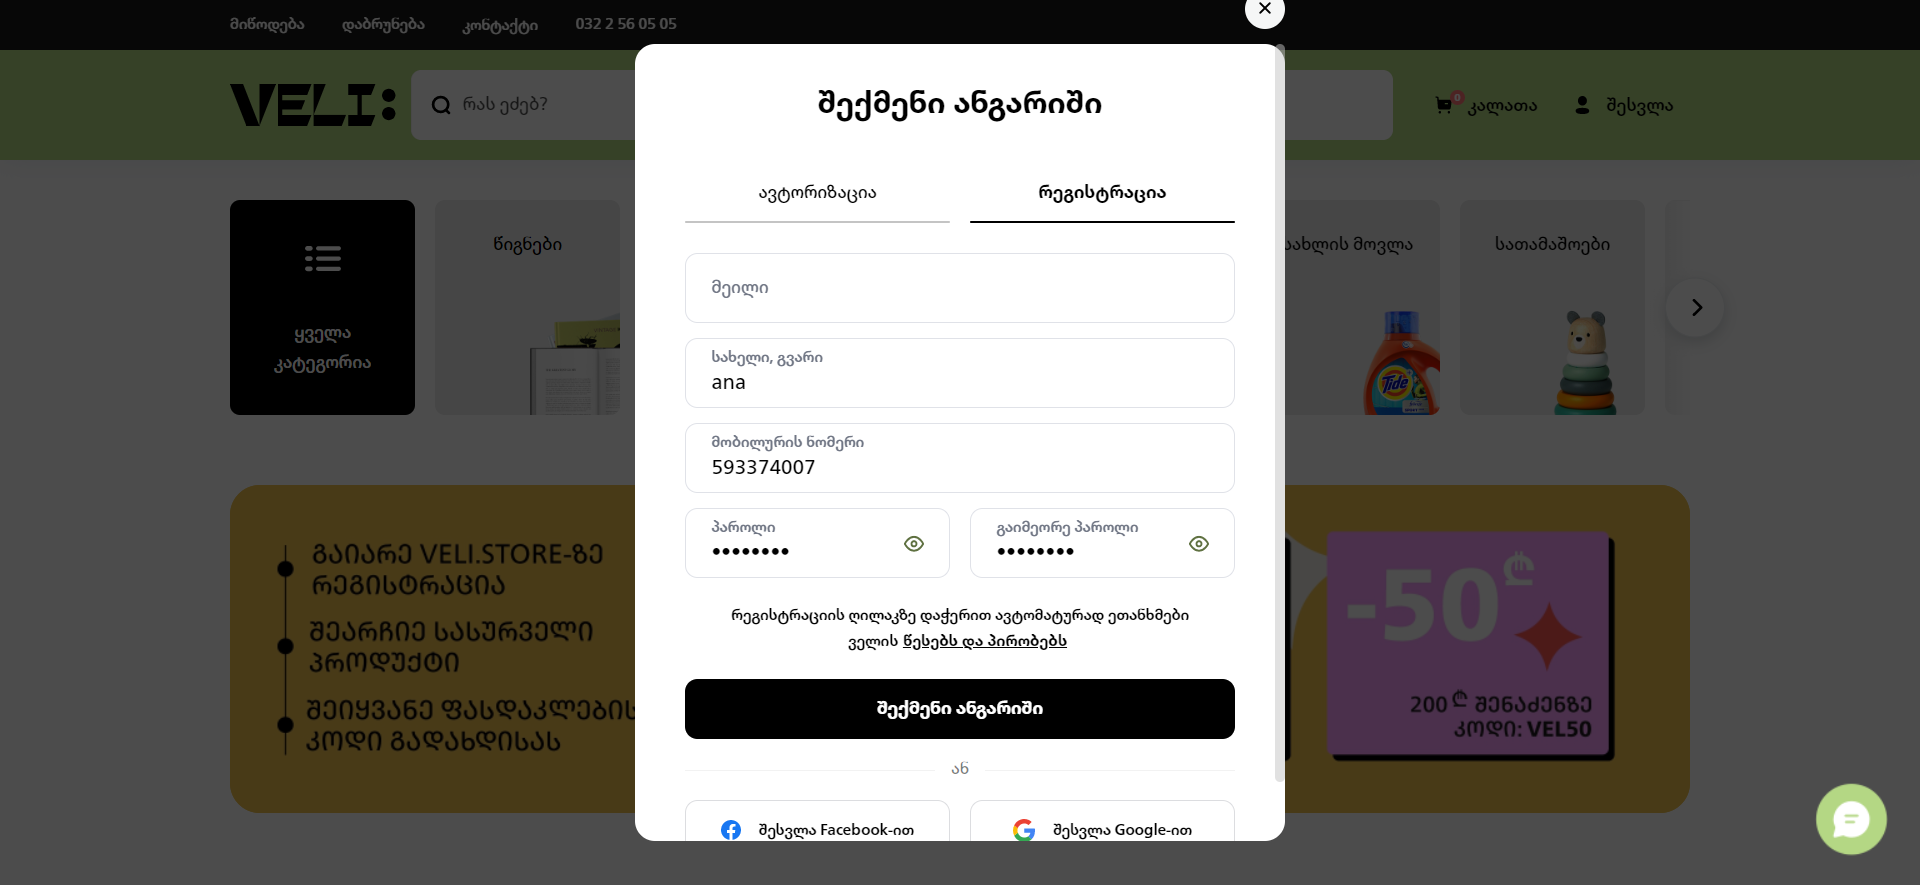 მიწოდება
დაბრუნება
კონტაქტი
032 2 56 05 05
VELI:
რას ეძებ?
0
კალათა
შესვლა
ყველა
კატეგორია
წიგნები
სახლის მოვლა
Tide
სათამაშოები
შექმენი ანგარიში
ავტორიზაცია
რეგისტრაცია
მეილი
სახელი, გვარი
ana
მობილურის ნომერი
593374007
პაროლი
••••••••
გაიმეორე პაროლი
••••••••
რეგისტრაციის ღილაკზე დაჭერით ავტომატურად ეთანხმები
ველის წესებს და პირობებს
შექმენი ანგარიში
ან
შესვლა Facebook-ით
შესვლა Google-ით
გაიარე VELI.STORE-ზე
რეგისტრაცია
შეარჩიე სასურველი
პროდუქტი
შეიყვანე ფასდაკლების
კოდი გადახდისას
-50₾
200 ₾ შენაძენზე
კოდი: VEL50